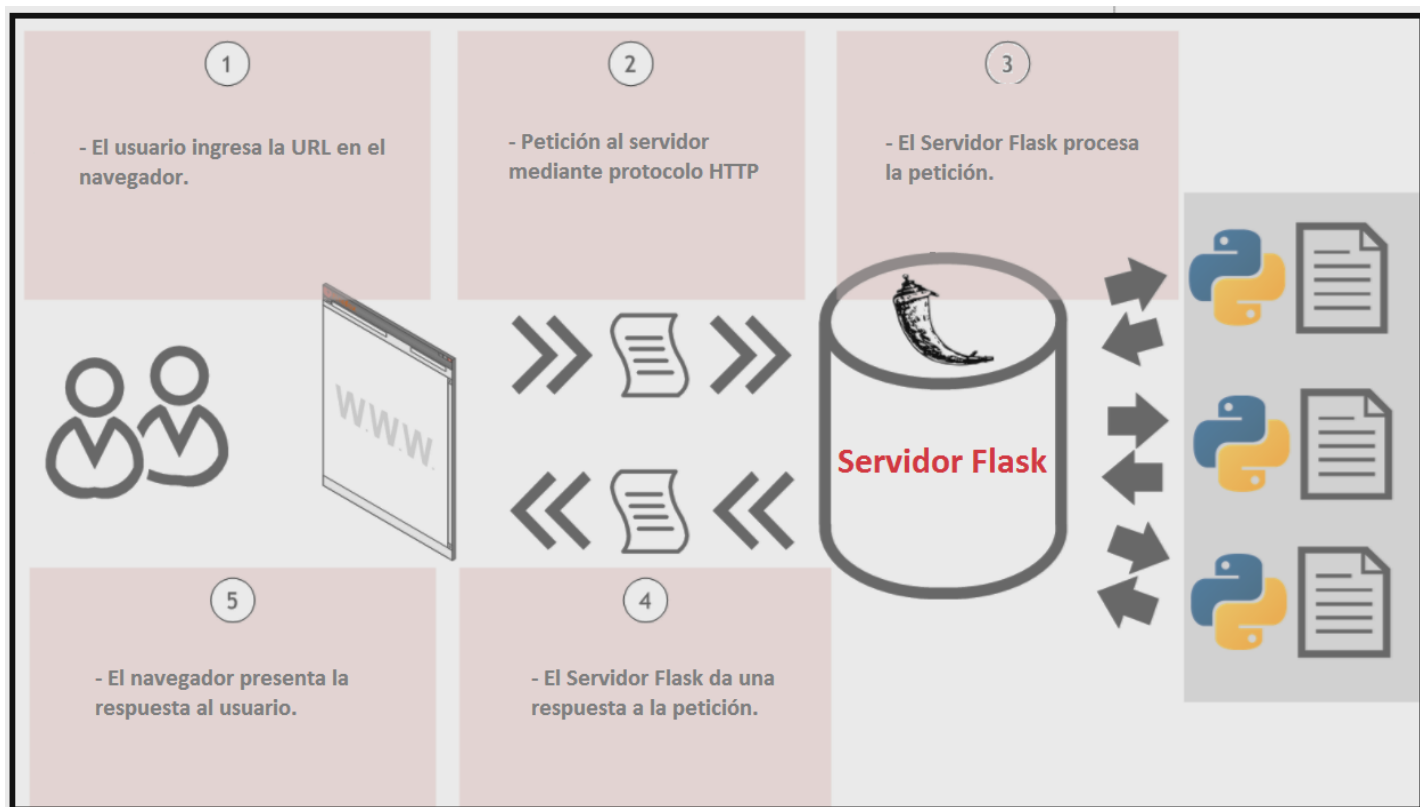 1
- El usuario ingresa la URL en el
navegador.
2
- Petición al servidor
mediante protocolo HTTP
3
- El Servidor Flask procesa
la petición.
W.W.W.
Servidor Flask
5
- El navegador presenta la
respuesta al usuario.
4
- El Servidor Flask da una
respuesta a la petición.